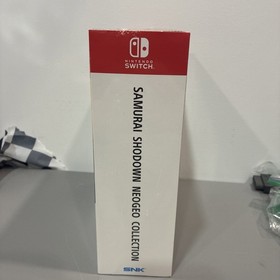 NINTENDO
SWITCH
SAMURAI SHODOWN NEOGEO COLLECTION
SNK